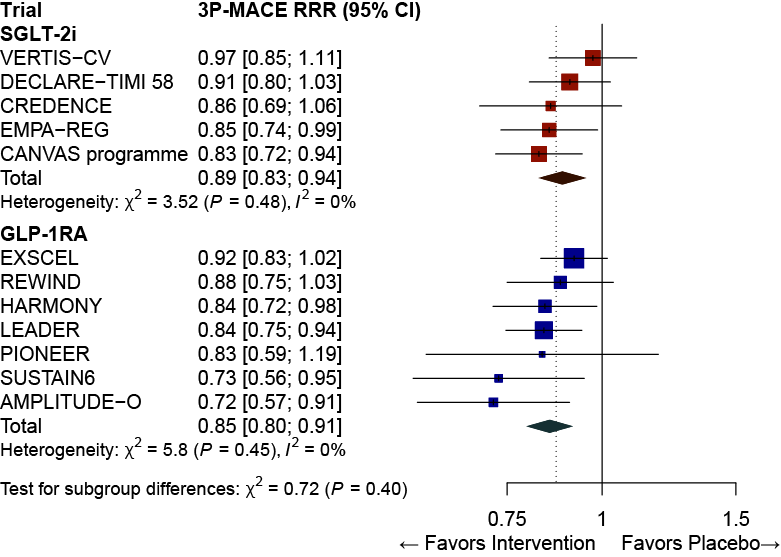 Trial 3P-MACE RRR (95% CI)
SGLT-2i
VERTIS−CV 0.97 [0.85; 1.11]
DECLARE−TIMI 58 0.91 [0.80; 1.03]
CREDENCE 0.86 [0.69; 1.06]
EMPA−REG 0.85 [0.74; 0.99]
CANVAS programme 0.83 [0.72; 0.94]
Total 0.89 [0.83; 0.94]
Heterogeneity: χ² = 3.52 (P = 0.48), I² = 0%
GLP-1RA
EXSCEL 0.92 [0.83; 1.02]
REWIND 0.88 [0.75; 1.03]
HARMONY 0.84 [0.72; 0.98]
LEADER 0.84 [0.75; 0.94]
PIONEER 0.83 [0.59; 1.19]
SUSTAIN6 0.73 [0.56; 0.95]
AMPLITUDE−O 0.72 [0.57; 0.91]
Total 0.85 [0.80; 0.91]
Heterogeneity: χ² = 5.8 (P = 0.45), I² = 0%
Test for subgroup differences: χ² = 0.72 (P = 0.40)
0.75 1 1.5
← Favors Intervention Favors Placebo→